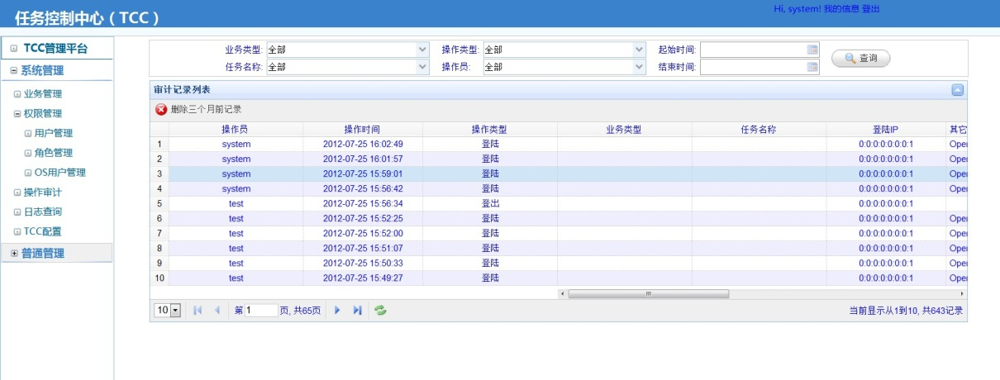 任务控制中心（TCC）
Hi, system! 我的信息 登出
TCC管理平台
系统管理
业务管理
权限管理
用户管理
角色管理
OS用户管理
操作审计
日志查询
TCC配置
普通管理
业务类型: 全部 操作类型: 全部 起始时间:
任务名称: 全部 操作员: 全部 结束时间:
查询
审计记录列表
删除三个月前记录
操作员 操作时间 操作类型 业务类型 任务名称 登陆IP 其它
1 system 2012-07-25 16:02:49 登陆 0:0:0:0:0:0:0:1 Oper
2 system 2012-07-25 16:01:57 登陆 0:0:0:0:0:0:0:1 Oper
3 system 2012-07-25 15:59:01 登陆 0:0:0:0:0:0:0:1 Oper
4 system 2012-07-25 15:56:42 登陆 0:0:0:0:0:0:0:1 Oper
5 test 2012-07-25 15:56:34 登出 0:0:0:0:0:0:0:1
6 test 2012-07-25 15:52:25 登陆 0:0:0:0:0:0:0:1 Oper
7 test 2012-07-25 15:52:00 登陆 0:0:0:0:0:0:0:1 Oper
8 test 2012-07-25 15:51:07 登陆 0:0:0:0:0:0:0:1 Oper
9 test 2012-07-25 15:50:33 登陆 0:0:0:0:0:0:0:1 Oper
10 test 2012-07-25 15:49:27 登陆 0:0:0:0:0:0:0:1 Oper
10 第 1 页, 共65页 当前显示从1到10, 共643记录